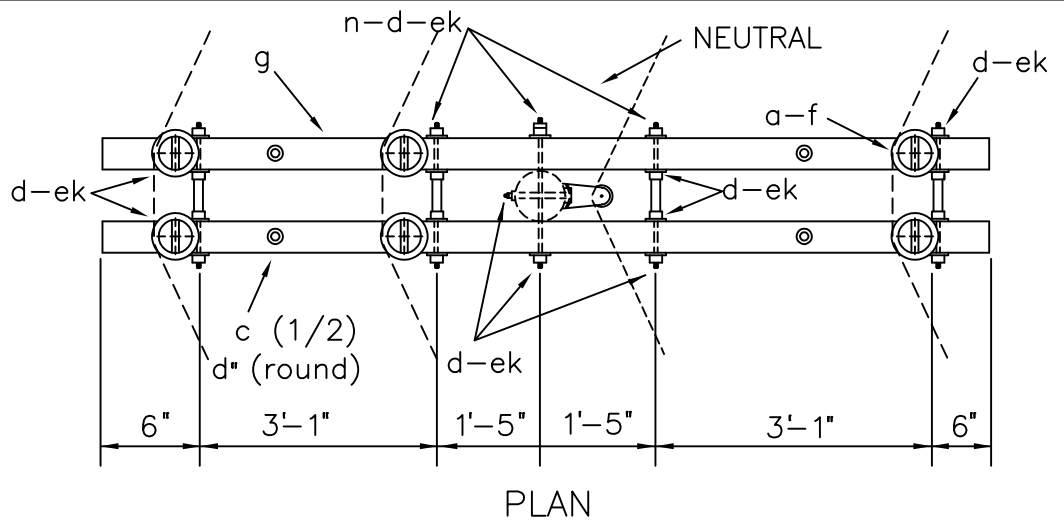 n-d-ek
NEUTRAL
g
d-ek
a-f
d-ek
d-ek
c (1/2)
d" (round)
d-ek
6" 3'-1" 1'-5" 1'-5" 3'-1" 6"
PLAN